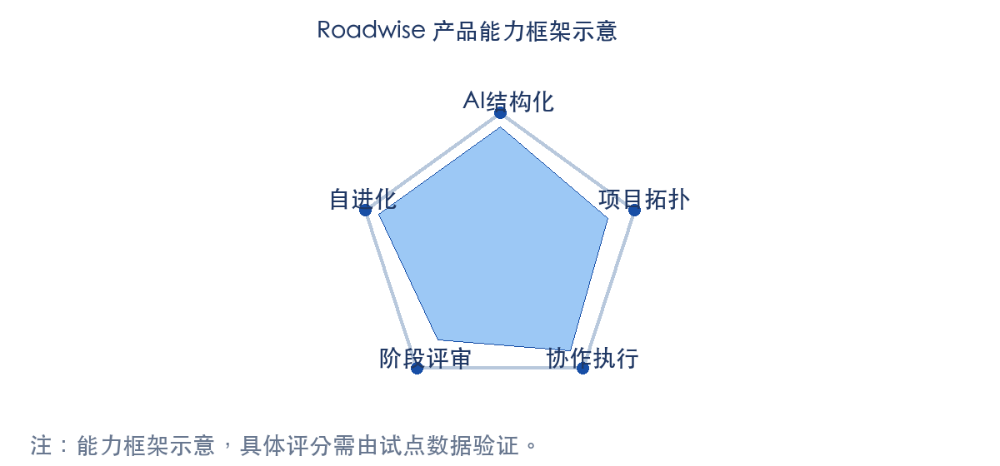 Roadwise 产品能力框架示意
AI结构化
自进化
项目拓扑
阶段评审
协作执行
注：能力框架示意，具体评分需由试点数据验证。